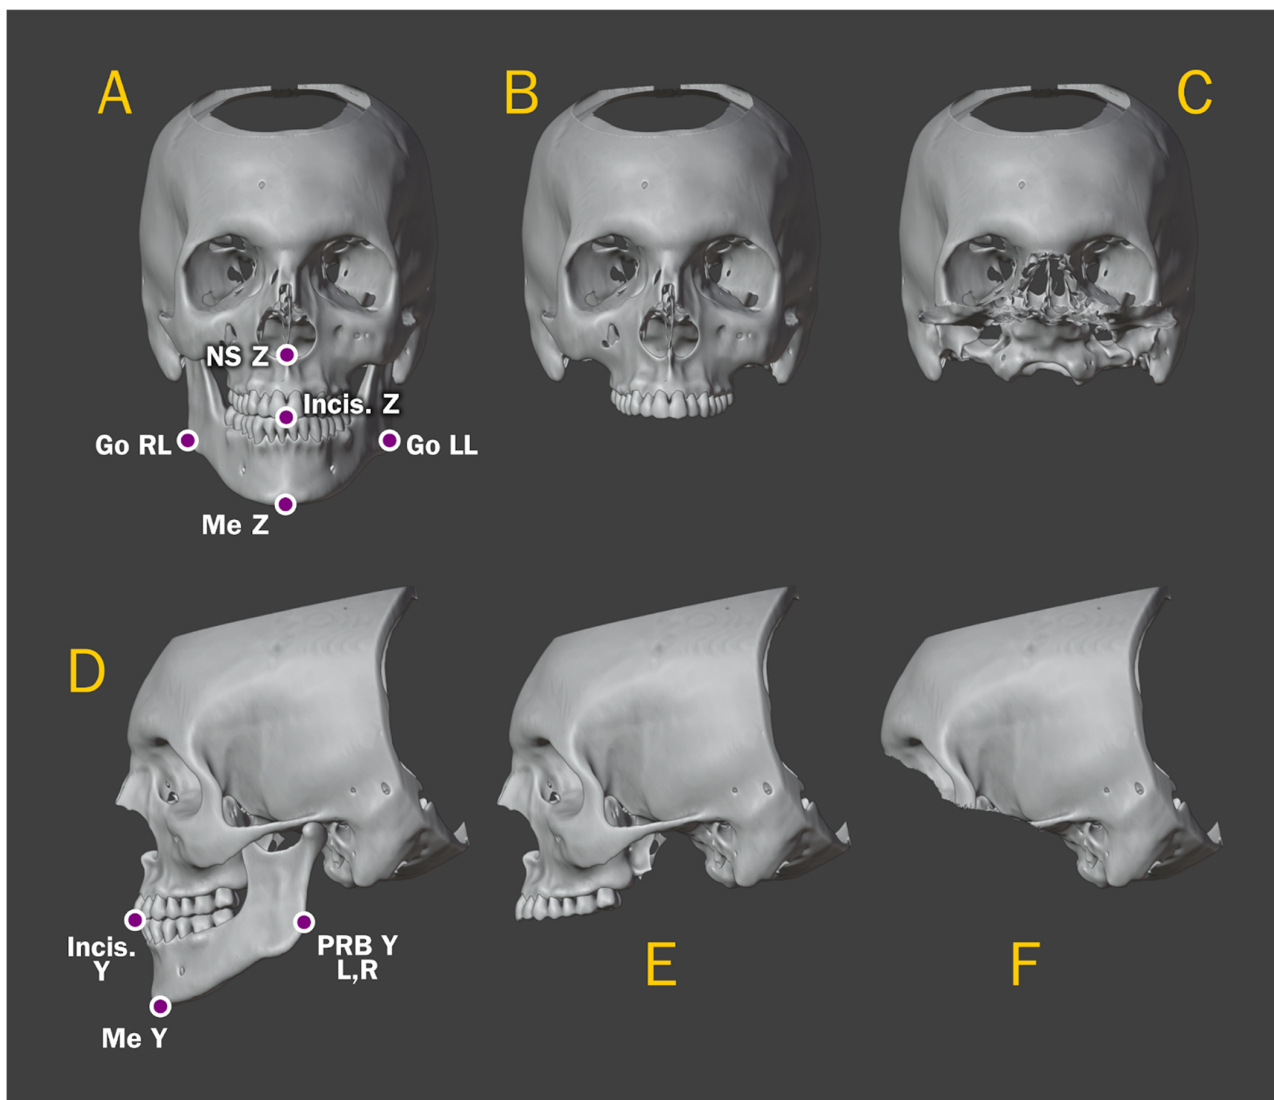 A
B
C
NS Z
Incis. Z
Go RL
Go LL
Me Z
D
Incis.
Y
PRB Y
L,R
E
F
Me Y